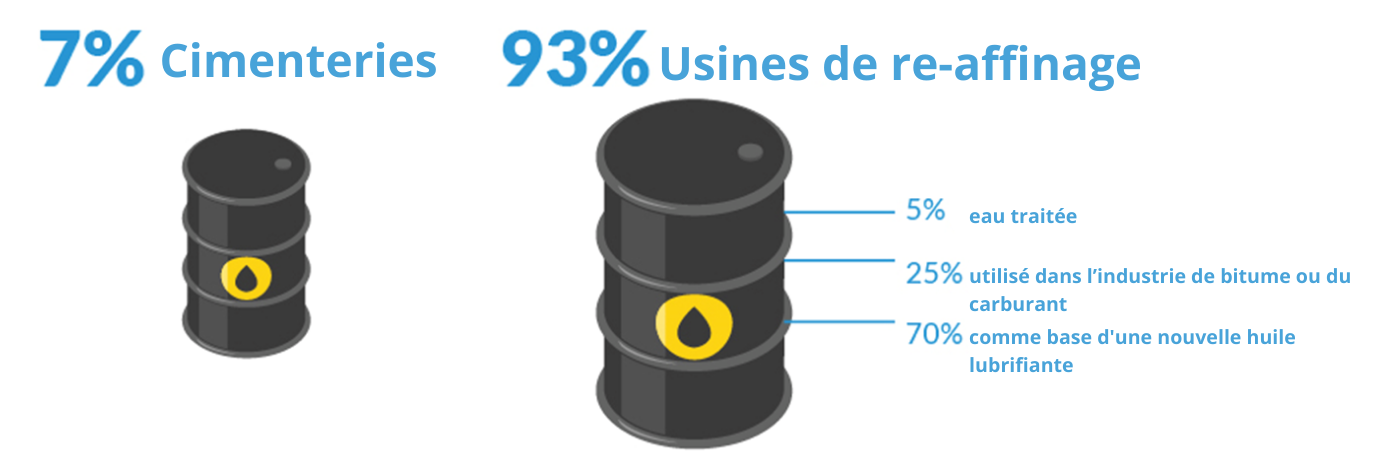 7% Cimenteries
93% Usines de re-affinage
5% eau traitée
25% utilisé dans l’industrie de bitume ou du
carburant
70% comme base d'une nouvelle huile
lubrifiante